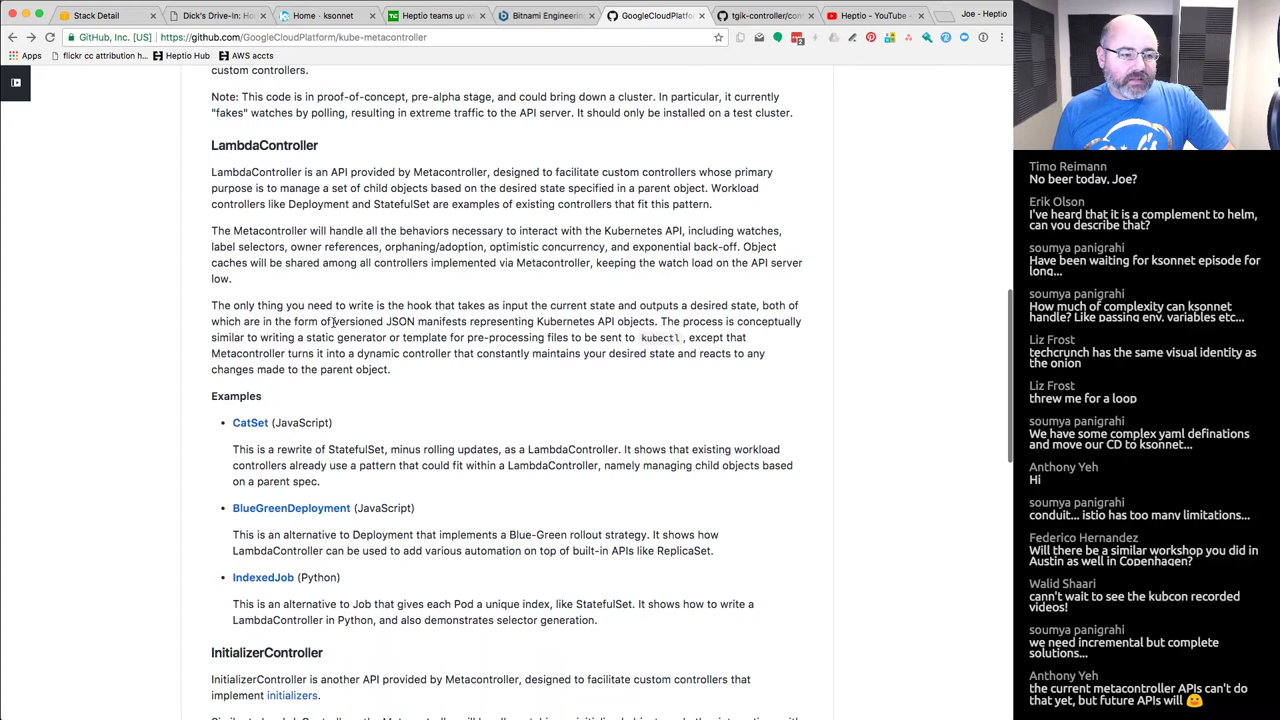 Stack Detail
Dick's Drive-In: Ho
Home · ksonnet
Heptio teams up w
Bitnami Engineering
GoogleCloudPlatfo
tgik-controller/com
Heptio - YouTube
Joe - Heptio
GitHub, Inc. [US]
https://github.com/GoogleCloudPlatform/kube-metacontroller
Apps
flickr cc attribution h...
Heptio Hub
AWS accts
custom controllers.
Note: This code is in proof-of-concept, pre-alpha stage, and could bring down a cluster. In particular, it currently
"fakes" watches by polling, resulting in extreme traffic to the API server. It should only be installed on a test cluster.
LambdaController
LambdaController is an API provided by Metacontroller, designed to facilitate custom controllers whose primary
purpose is to manage a set of child objects based on the desired state specified in a parent object. Workload
controllers like Deployment and StatefulSet are examples of existing controllers that fit this pattern.
The Metacontroller will handle all the behaviors necessary to interact with the Kubernetes API, including watches,
label selectors, owner references, orphaning/adoption, optimistic concurrency, and exponential back-off. Object
caches will be shared among all controllers implemented via Metacontroller, keeping the watch load on the API server
low.
The only thing you need to write is the hook that takes as input the current state and outputs a desired state, both of
which are in the form of versioned JSON manifests representing Kubernetes API objects. The process is conceptually
similar to writing a static generator or template for pre-processing files to be sent to kubectl, except that
Metacontroller turns it into a dynamic controller that constantly maintains your desired state and reacts to any
changes made to the parent object.
Examples
• CatSet (JavaScript)
This is a rewrite of StatefulSet, minus rolling updates, as a LambdaController. It shows that existing workload
controllers already use a pattern that could fit within a LambdaController, namely managing child objects based
on a parent spec.
• BlueGreenDeployment (JavaScript)
This is an alternative to Deployment that implements a Blue-Green rollout strategy. It shows how
LambdaController can be used to add various automation on top of built-in APIs like ReplicaSet.
• IndexedJob (Python)
This is an alternative to Job that gives each Pod a unique index, like StatefulSet. It shows how to write a
LambdaController in Python, and also demonstrates selector generation.
InitializerController
InitializerController is another API provided by Metacontroller, designed to facilitate custom controllers that
implement initializers.
Timo Reimann
No beer today, Joe?
Erik Olson
I've heard that it is a complement to helm,
can you describe that?
soumya panigrahi
Have been waiting for ksonnet episode for
long...
soumya panigrahi
How much of complexity can ksonnet
handle? Like passing env. variables etc...
Liz Frost
techcrunch has the same visual identity as
the onion
Liz Frost
threw me for a loop
soumya panigrahi
We have some complex yaml definations
and move our CD to ksonnet...
Anthony Yeh
Hi
soumya panigrahi
conduit... istio has too many limitations...
Federico Hernandez
Will there be a similar workshop you did in
Austin as well in Copenhagen?
Walid Shaari
cann't wait to see the kubcon recorded
videos!
soumya panigrahi
we need incremental but complete
solutions...
Anthony Yeh
the current metacontroller APIs can't do
that yet, but future APIs will